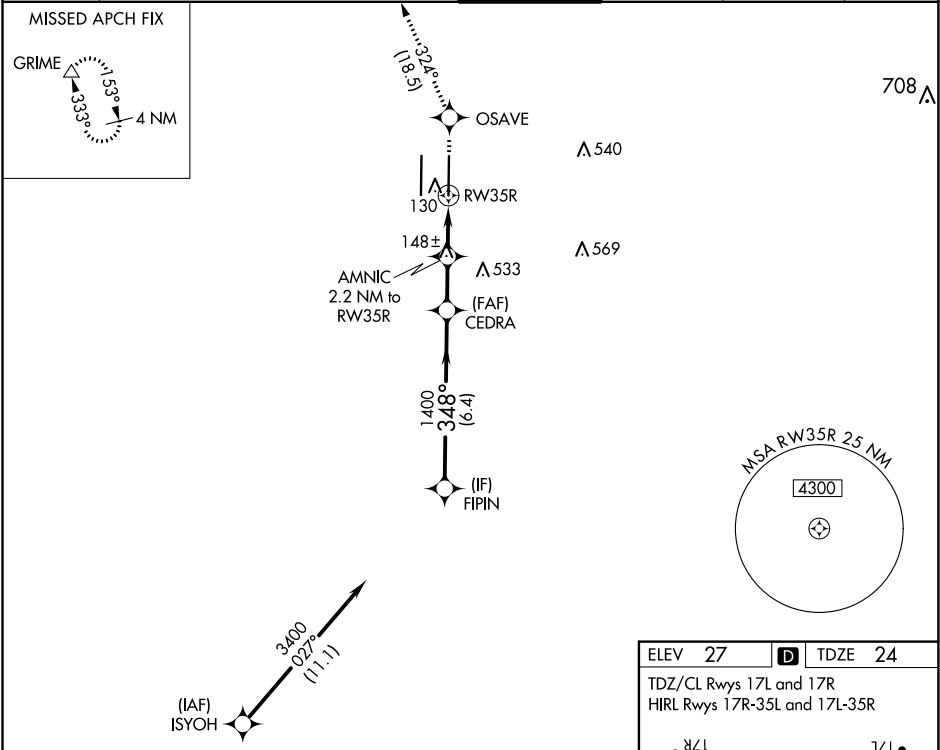 MISSED APCH FIX
GRIME
153°
333°
4 NM
324°
(18.5)
OSAVE
708
540
RW35R
130
148±
569
533
AMNIC
2.2 NM to
RW35R
(FAF)
CEDRA
1400
348°
(6.4)
(IF)
FIPIN
MSA RW35R 25 NM
4300
3400
027°
(11.1)
(IAF)
ISYOH
ELEV 27 D TDZE 24
TDZ/CL Rwys 17L and 17R
HIRL Rwys 17R-35L and 17L-35R
17R
17L